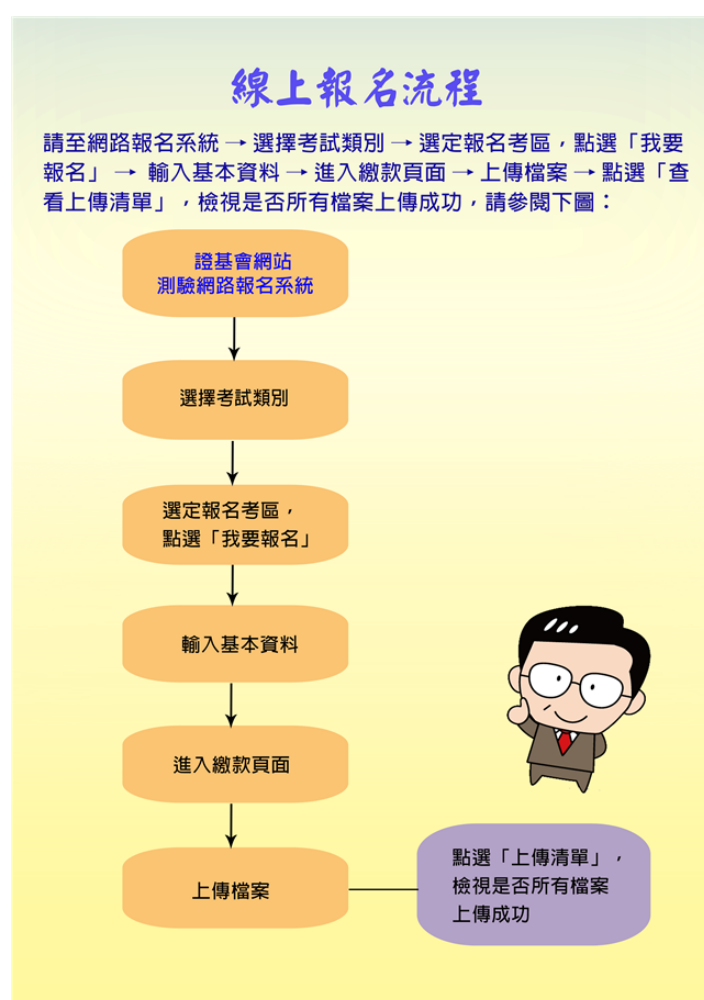 線上報名流程
請至網路報名系統 → 選擇考試類別 → 選定報名考區，點選「我要
報名」 → 輸入基本資料 → 進入繳款頁面 → 上傳檔案 → 點選「查
看上傳清單」，檢視是否所有檔案上傳成功，請參閱下圖：
證基會網站
測驗網路報名系統
選擇考試類別
選定報名考區，
點選「我要報名」
輸入基本資料
進入繳款頁面
上傳檔案
點選「上傳清單」，
檢視是否所有檔案
上傳成功